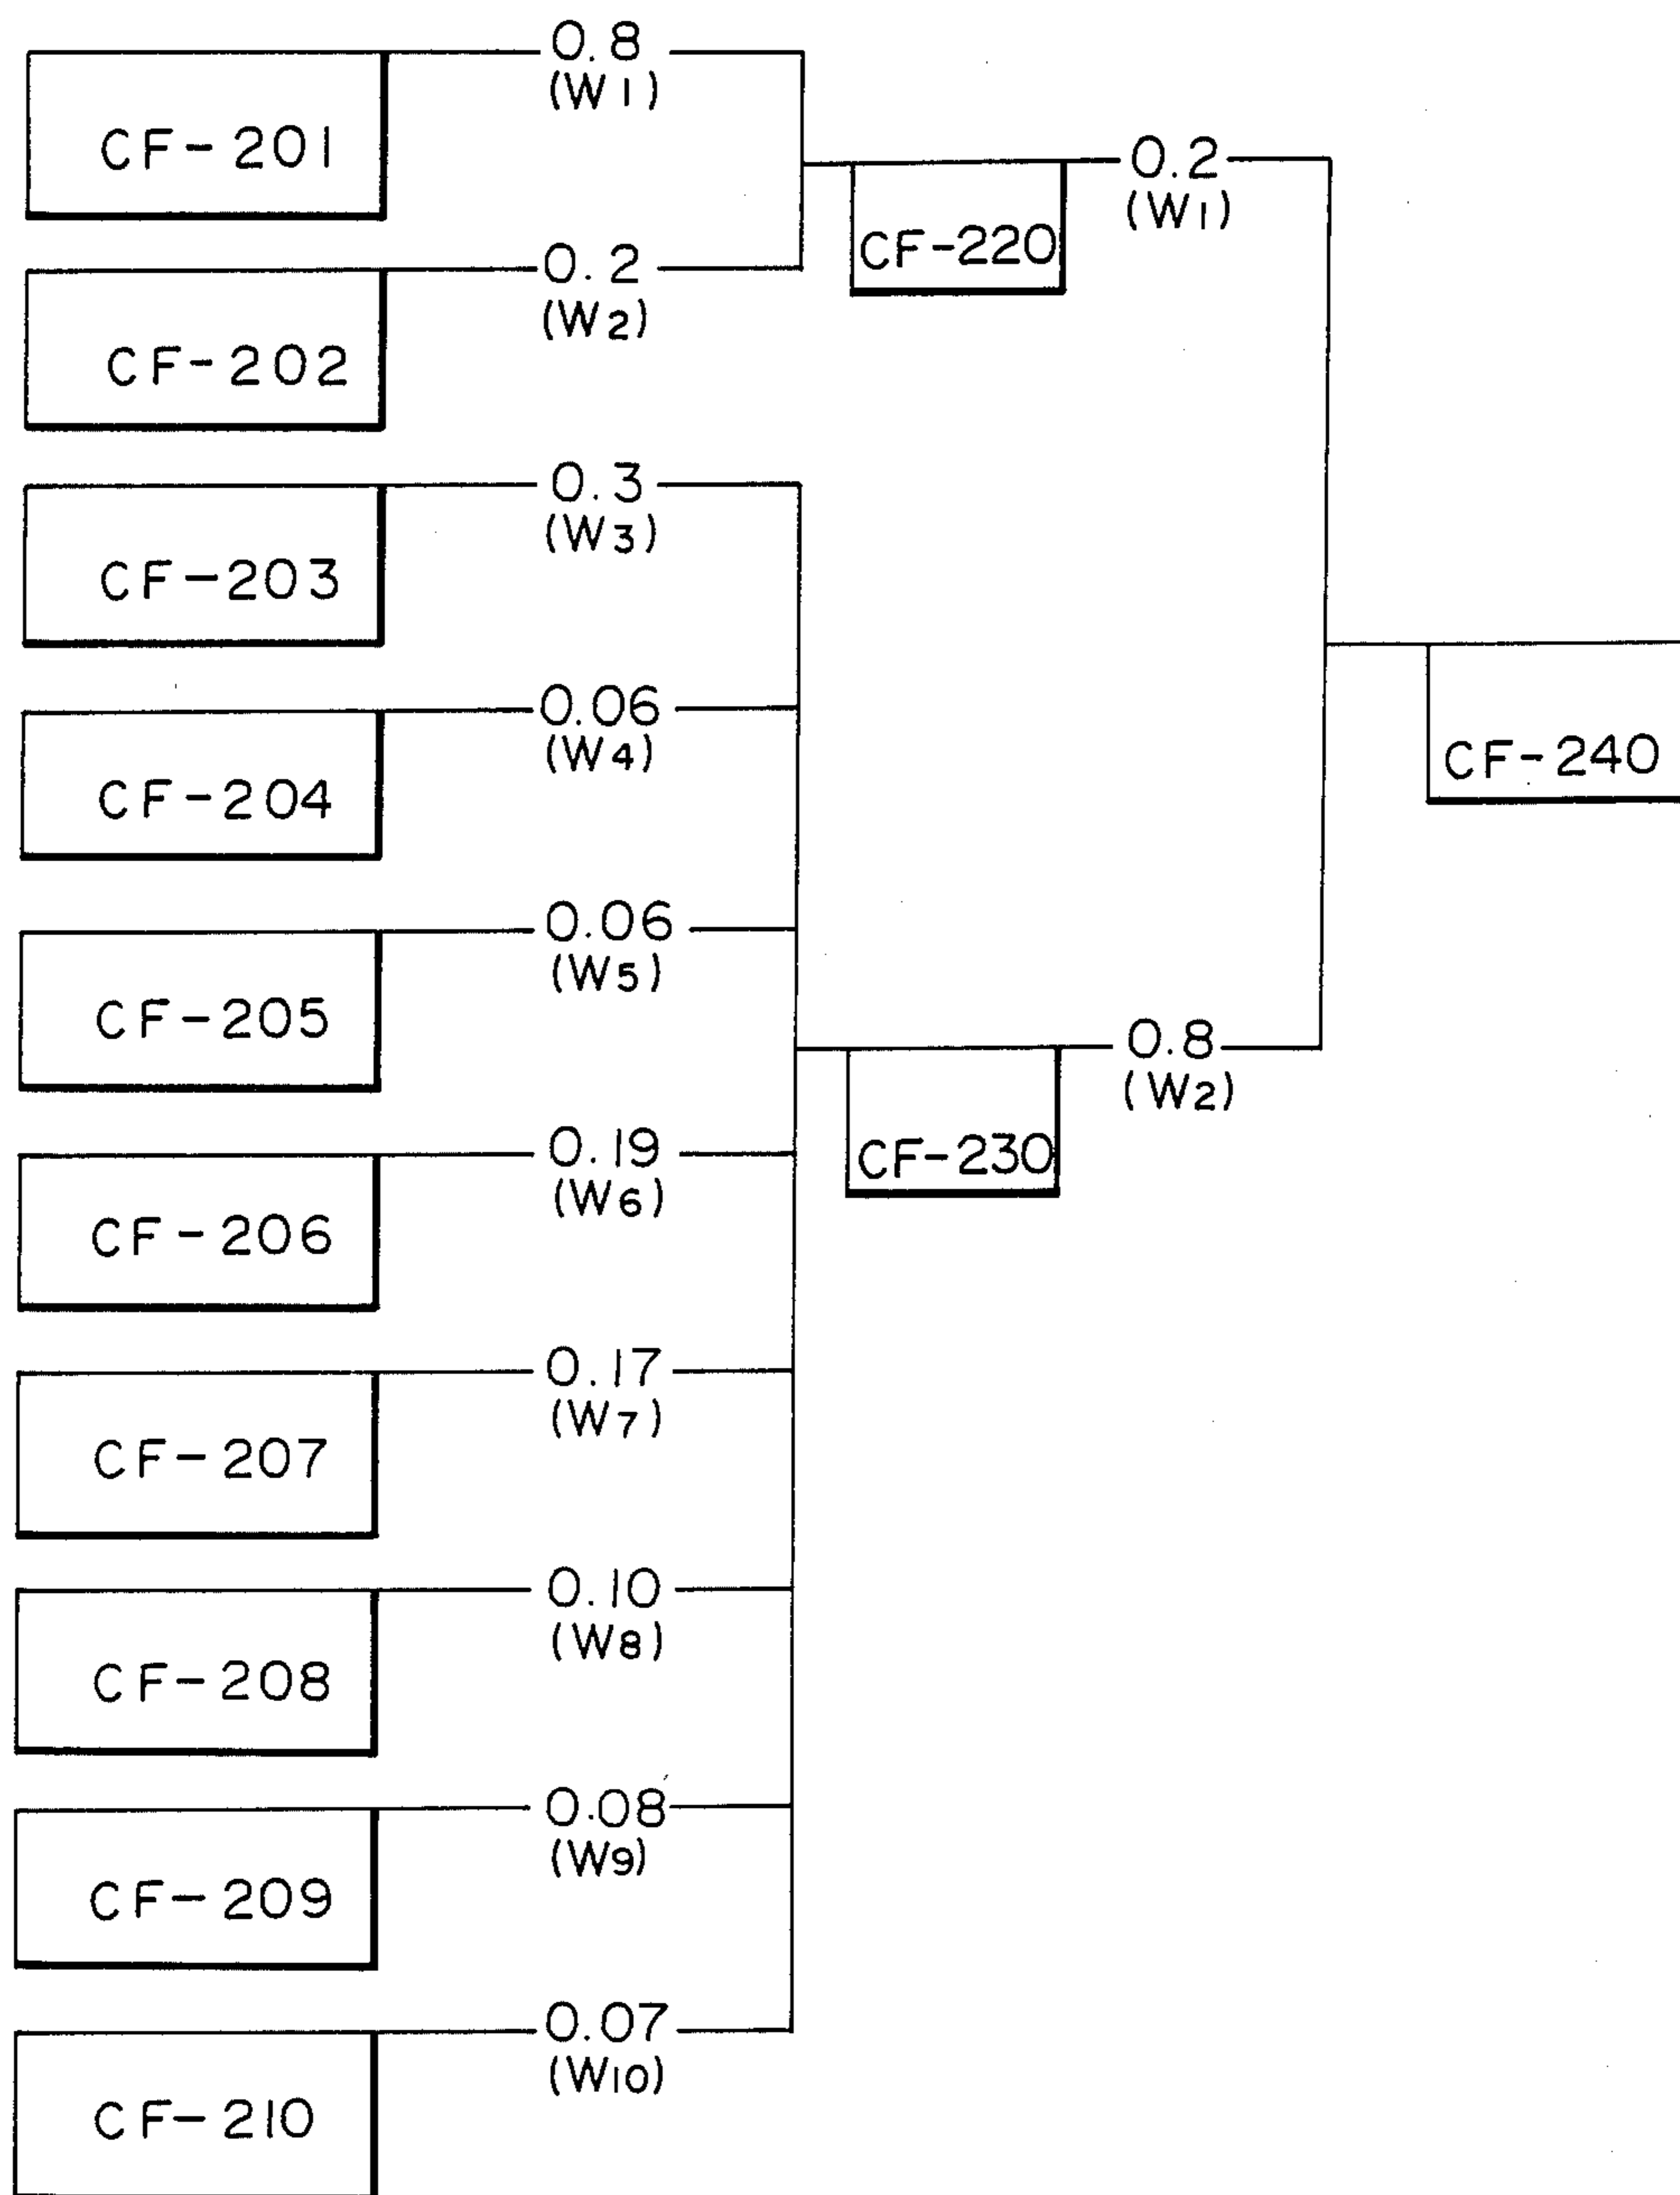 0.8
(W1)
CF-201
0.2
(W2)
CF-202
0.3
(W3)
CF-203
0.06
(W4)
CF-204
0.06
(W5)
CF-205
0.19
(W6)
CF-206
0.17
(W7)
CF-207
0.10
(W8)
CF-208
0.08
(W9)
CF-209
0.07
(W10)
CF-210
CF-220
0.2
(W1)
CF-230
0.8
(W2)
CF-240